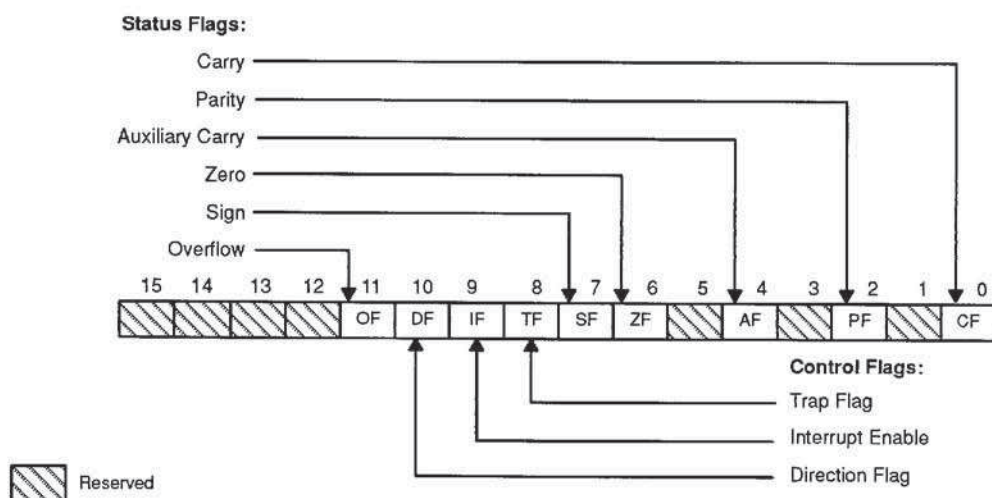 Status Flags:
Carry
Parity
Auxiliary Carry
Zero
Sign
Overflow
15 14 13 12 11 10 9 8 7 6 5 4 3 2 1 0
OF DF IF TF SF ZF AF PF CF
Control Flags:
Trap Flag
Interrupt Enable
Direction Flag
Reserved